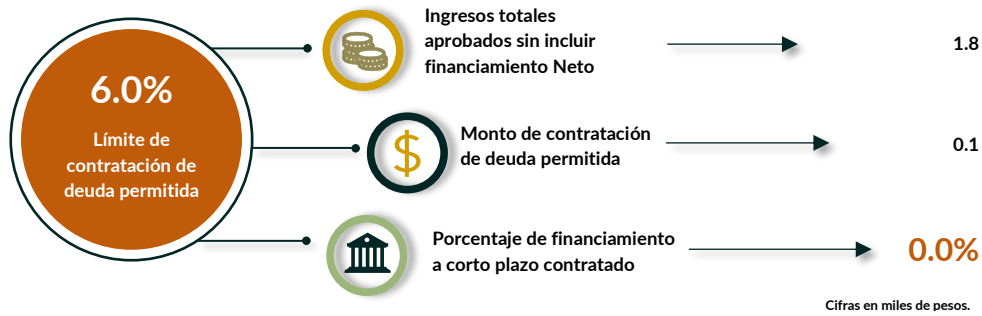 6.0%
Límite de
contratación de
deuda permitida
Ingresos totales
aprobados sin incluir
financiamiento Neto
1.8
$
Monto de contratación
de deuda permitida
0.1
Porcentaje de financiamiento
a corto plazo contratado
0.0%
Cifras en miles de pesos.